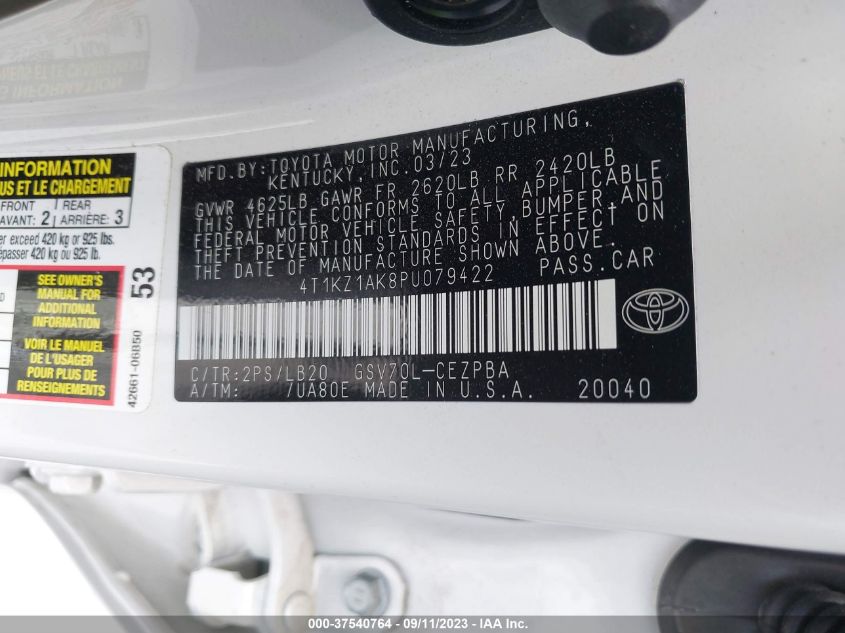 MFD.BY:TOYOTA MOTOR MANUFACTURING,
KENTUCKY,INC.03/23
GVWR 4625LB GAWR FR 2620LB RR 2420LB
THIS VEHICLE CONFORMS TO ALL APPLICABLE
FEDERAL MOTOR VEHICLE SAFETY,BUMPER,AND
THEFT PREVENTION STANDARDS IN EFFECT ON
THE DATE OF MANUFACTURE SHOWN ABOVE.
4T1KZ1AK8PU079422 PASS.CAR
C/TR:2PS/LB20 GSV70L-CEZPBA
A/TM: /UA80E MADE IN U.S.A. 20040
INFORMATION
US ET LE CHARGEMENT
FRONT REAR
AVANT: 2 ARRIÈRE: 3
exceed 420 kg or 925 lbs.
420 kg ou 925 lb.
SEE OWNER'S
MANUAL FOR
ADDITIONAL
INFORMATION
VOIR LE MANUEL
DE L'USAGER
POUR PLUS DE
RENSEIGNEMENTS
53
42661-06B50
000-37540764 - 09/11/2023 - IAA Inc.